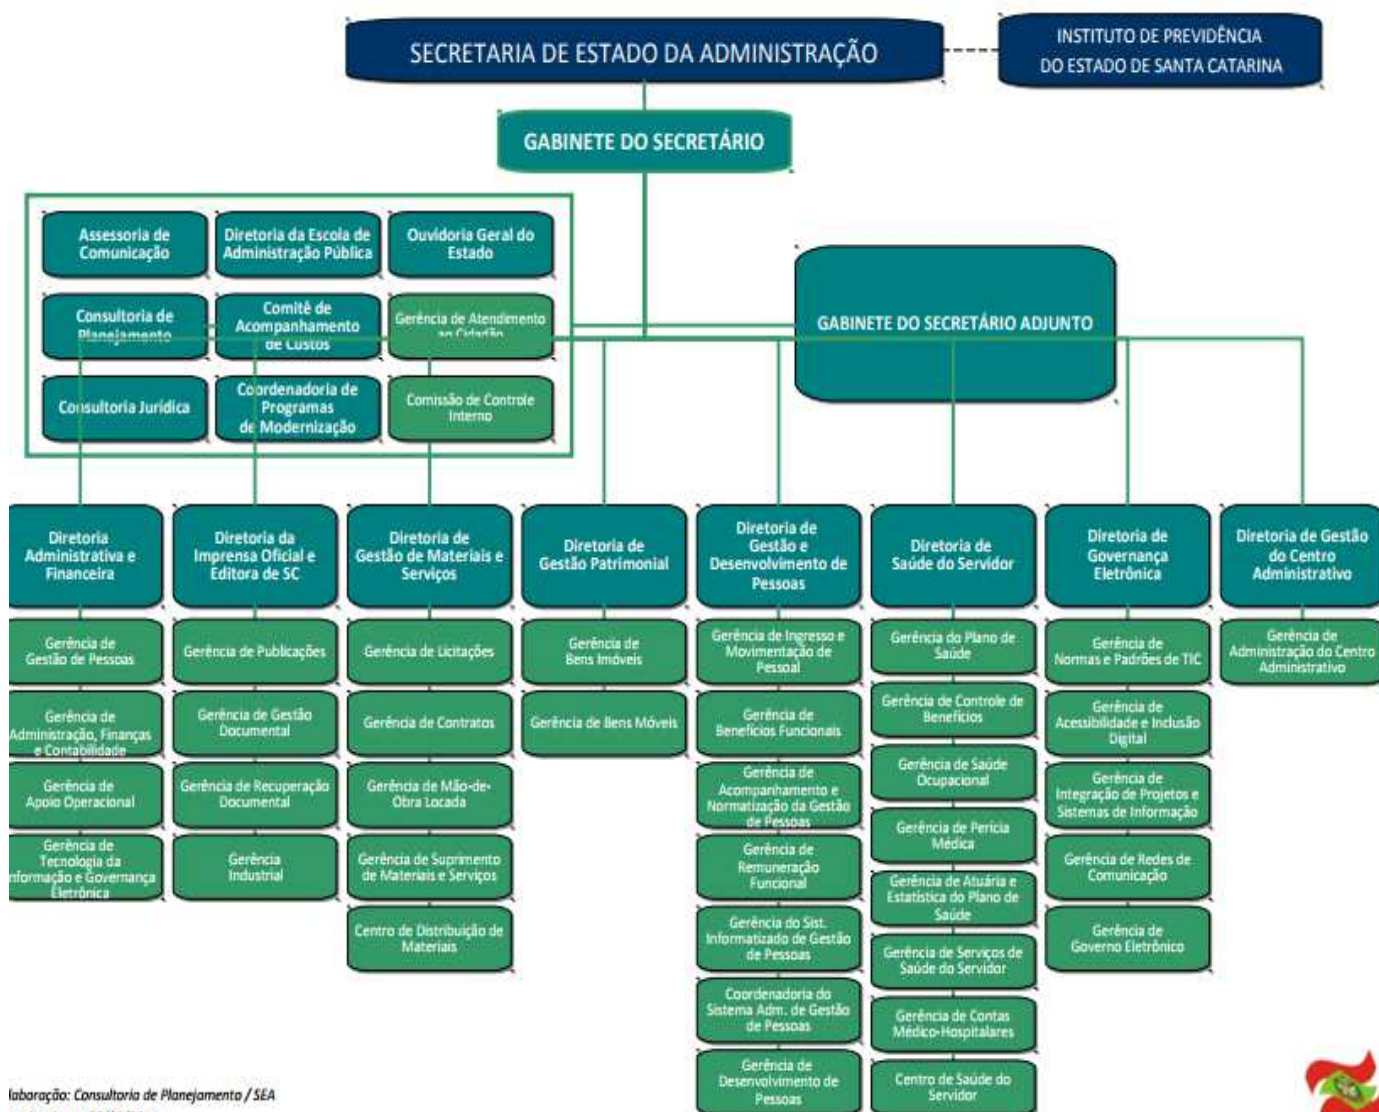 SECRETARIA DE ESTADO DA ADMINISTRAÇÃO
INSTITUTO DE PREVIDÊNCIA
DO ESTADO DE SANTA CATARINA
GABINETE DO SECRETÁRIO
Assessoria de
Comunicação
Diretoria da Escola de
Administração Pública
Ouvidoria Geral do
Estado
Consultoria de
Planejamento
Comitê de
Acompanhamento
de Custos
Gerência de Atendimento
ao Cidadão
Consultoria Jurídica
Coordenadoria de
Programas
de Modernização
Comissão de Controle
Interno
GABINETE DO SECRETÁRIO ADJUNTO
Diretoria
Administrativa e
Financeira
Gerência de
Gestão de Pessoas
Gerência de
Administração, Finanças
e Contabilidade
Gerência de
Apoio Operacional
Gerência de
Tecnologia da
nformação e Governança
Eletrônica
Diretoria da
Imprensa Oficial e
Editora de SC
Gerência de Publicações
Gerência de Gestão
Documental
Gerência de Recuperação
Documental
Gerência
Industrial
Diretoria de
Gestão de Materiais e
Serviços
Gerência de Licitações
Gerência de Contratos
Gerência de Mão-de-
Obra Locada
Gerência de Suprimento
de Materiais e Serviços
Centro de Distribuição de
Materiais
Diretoria de
Gestão Patrimonial
Gerência de
Bens Imóveis
Gerência de Bens Móveis
Diretoria de
Gestão e
Desenvolvimento de
Pessoas
Gerência de Ingresso e
Movimentação de
Pessoal
Gerência de
Benefícios Funcionais
Gerência de
Acompanhamento e
Normatização da Gestão
de Pessoas
Gerência de
Remuneração
Funcional
Gerência do Sist.
Informatizado de Gestão
de Pessoas
Coordenadoria do
Sistema Adm. de Gestão
de Pessoas
Gerência de
Desenvolvimento de
Pessoas
Diretoria de
Saúde do Servidor
Gerência do Plano de
Saúde
Gerência de Controle de
Benefícios
Gerência de Saúde
Ocupacional
Gerência de Perícia
Médica
Gerência de Atuária e
Estatística do Plano de
Saúde
Gerência de Serviços de
Saúde do Servidor
Gerência de Contas
Médico-Hospitalares
Centro de Saúde do
Servidor
Diretoria de
Governança
Eletrônica
Gerência de
Normas e Padrões de TIC
Gerência de
Acessibilidade e Inclusão
Digital
Gerência de
Integração de Projetos e
Sistemas de Informação
Gerência de Redes de
Comunicação
Gerência de
Governo Eletrônico
Diretoria de Gestão
do Centro
Administrativo
Gerência de
Administração do Centro
Administrativo
laboração: Consultoria de Planejamento / SEA